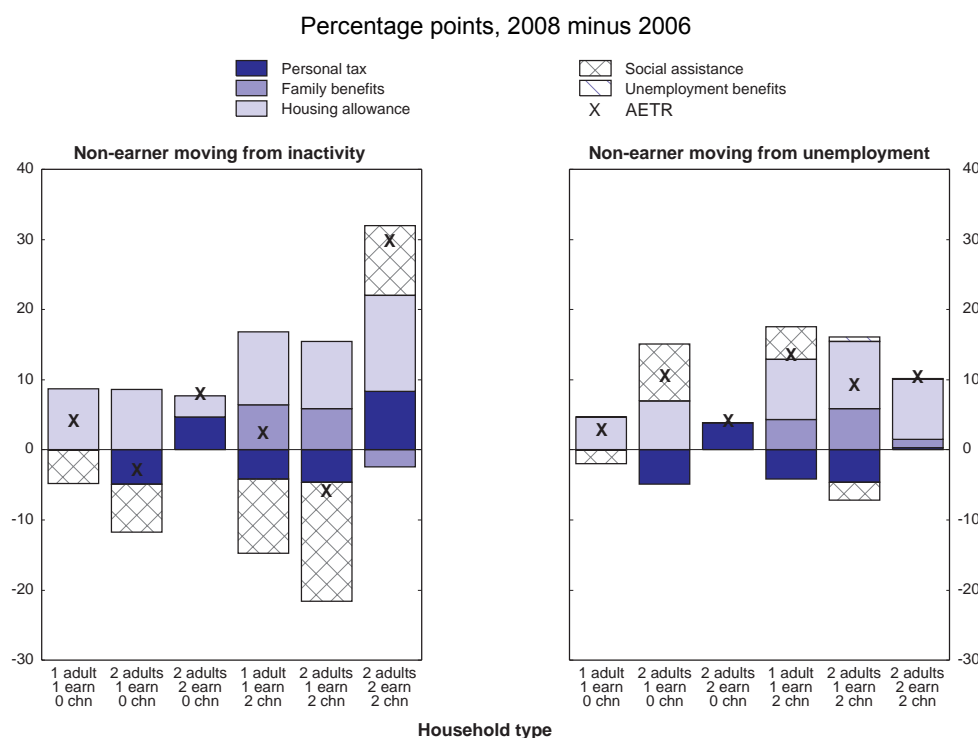 Percentage points, 2008 minus 2006
Personal tax
Family benefits
Housing allowance
Social assistance
Unemployment benefits
X AETR
Non-earner moving from inactivity
40
30
20
10
0
-10
-20
-30
X X X X X X
1 adult 2 adults 2 adults 1 adult 2 adults 2 adults
1 earn 1 earn 2 earn 1 earn 1 earn 2 earn
0 chn 0 chn 0 chn 2 chn 2 chn 2 chn
Non-earner moving from unemployment
40
30
20
10
0
-10
-20
-30
X X X X X X
1 adult 2 adults 2 adults 1 adult 2 adults 2 adults
1 earn 1 earn 2 earn 1 earn 1 earn 2 earn
0 chn 0 chn 0 chn 2 chn 2 chn 2 chn
Household type